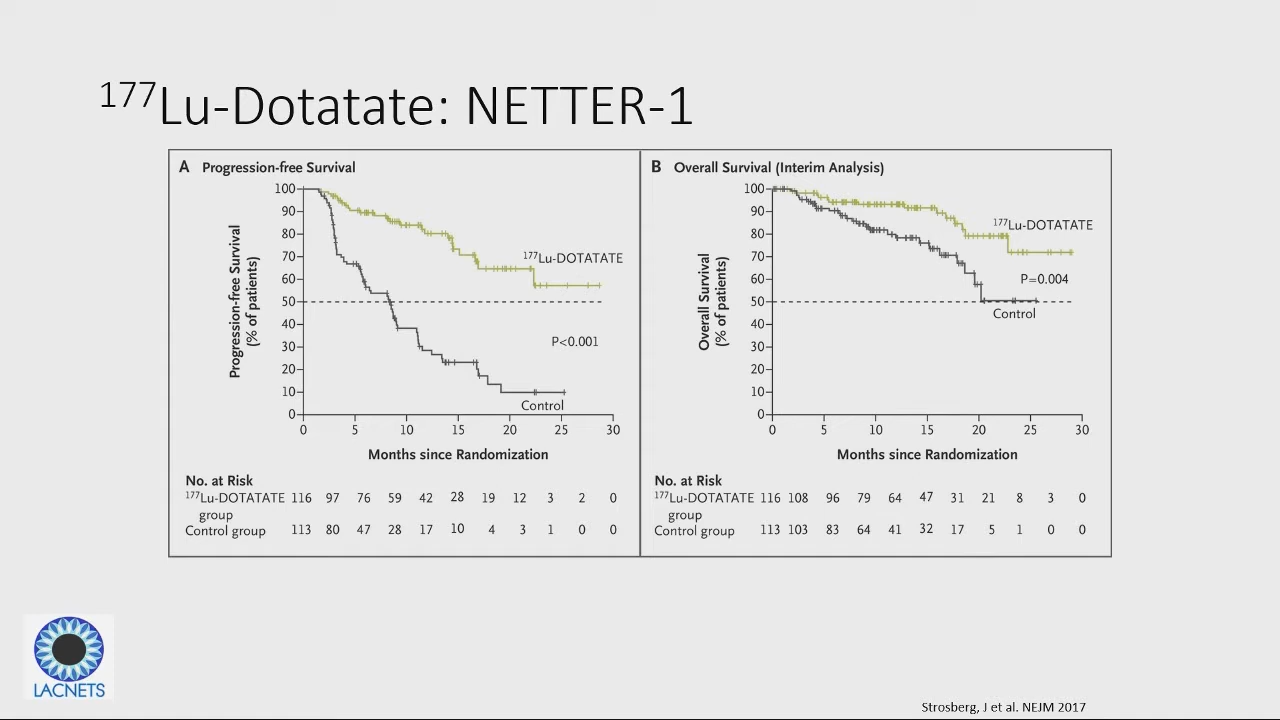 ¹⁷⁷Lu-Dotatate: NETTER-1
A Progression-free Survival
100
90
80
70
60
50
40
30
20
10
0
Progression-free Survival
(% of patients)
¹⁷⁷Lu-DOTATATE
P<0.001
Control
0 5 10 15 20 25 30
Months since Randomization
No. at Risk
¹⁷⁷Lu-DOTATATE 116 97 76 59 42 28 19 12 3 2 0
group
Control group 113 80 47 28 17 10 4 3 1 0 0
B Overall Survival (Interim Analysis)
100
90
80
70
60
50
40
30
20
10
0
Overall Survival
(% of patients)
¹⁷⁷Lu-DOTATATE
P=0.004
Control
0 5 10 15 20 25 30
Months since Randomization
No. at Risk
¹⁷⁷Lu-DOTATATE 116 108 96 79 64 47 31 21 8 3 0
group
Control group 113 103 83 64 41 32 17 5 1 0 0
LACNETS
Strosberg, J et al. NEJM 2017